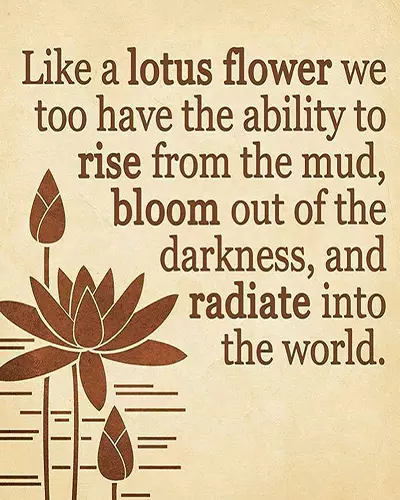 Like a lotus flower we
too have the ability to
rise from the mud,
bloom out of the
darkness, and
radiate into
the world.